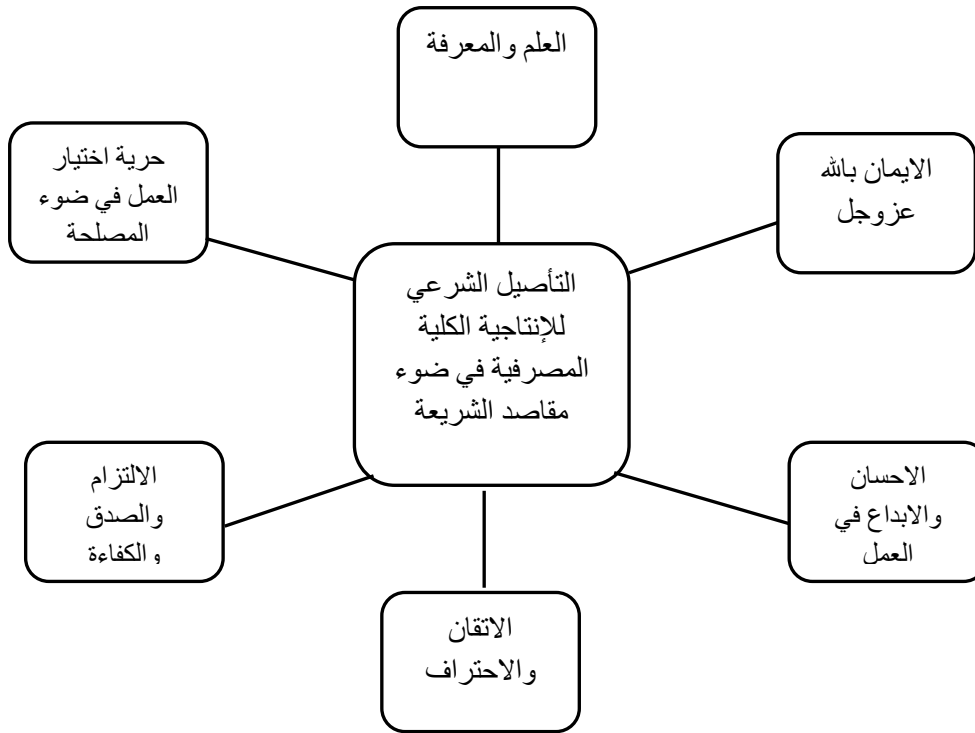 العلم والمعرفة
حرية اختيار
العمل في ضوء
المصلحة
الايمان بالله
عزوجل
التأصيل الشرعي
للإنتاجية الكلية
المصرفية في ضوء
مقاصد الشريعة
الالتزام
والصدق
والكفاءة
الاحسان
والابداع في
العمل
الاتقان
والاحتراف